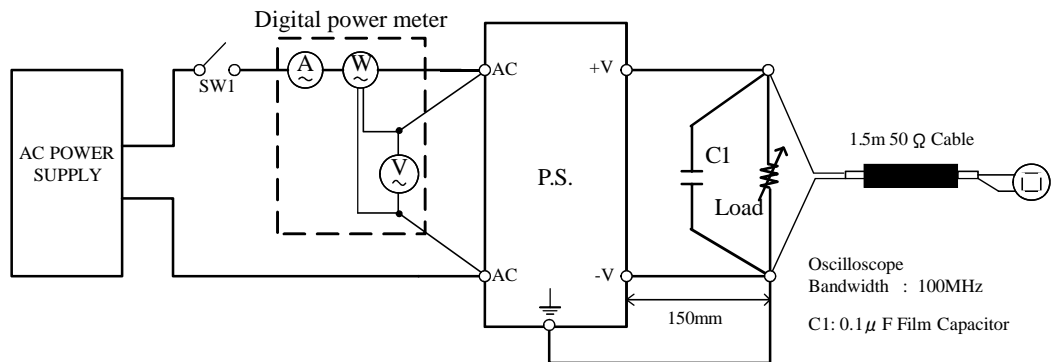 Digital power meter
AC POWER
SUPPLY
SW1
A
W
V
AC
AC
P.S.
+V
-V
C1
Load
150mm
1.5m 50 Ω Cable
Oscilloscope
Bandwidth : 100MHz
C1: 0.1μ F Film Capacitor